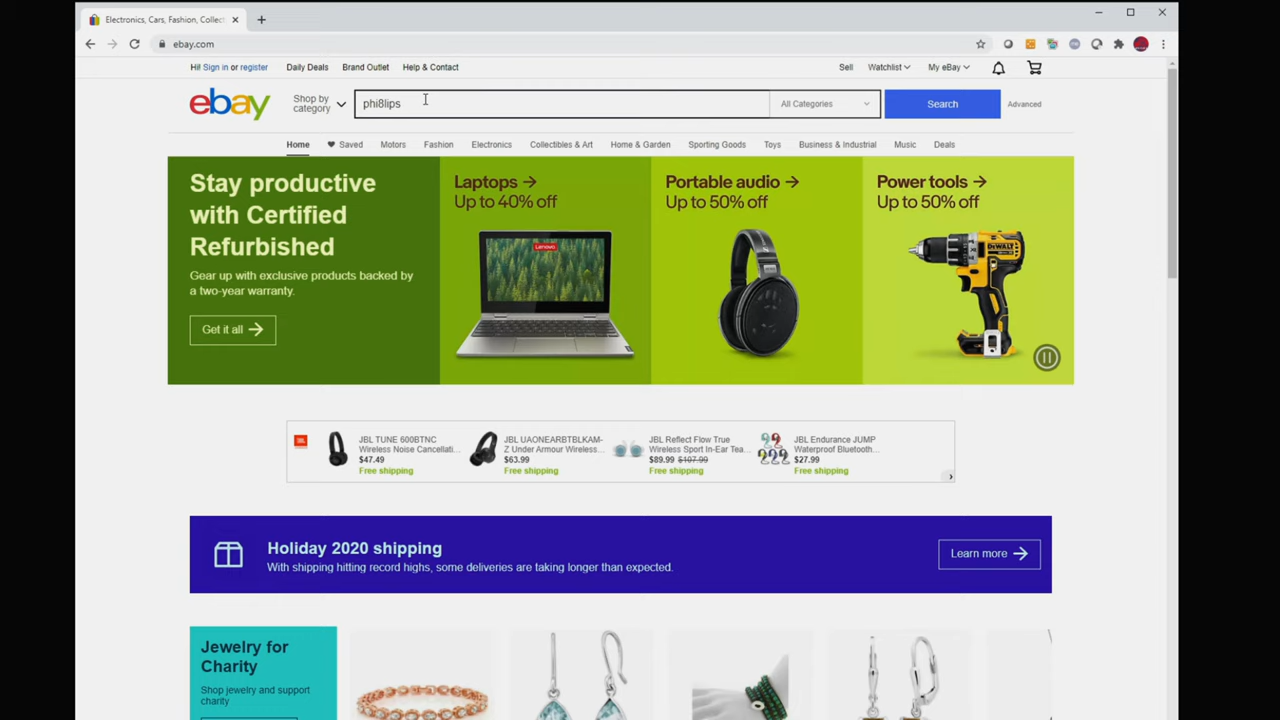 Electronics, Cars, Fashion, Collect
ebay.com
Hi! Sign in or register
Daily Deals
Brand Outlet
Help & Contact
Sell
Watchlist
My eBay
ebay
Shop by
category
phi8lips
All Categories
Search
Advanced
Home
Saved
Motors
Fashion
Electronics
Collectibles & Art
Home & Garden
Sporting Goods
Toys
Business & Industrial
Music
Deals
Stay productive
with Certified
Refurbished
Gear up with exclusive products backed by
a two-year warranty.
Get it all →
Laptops →
Up to 40% off
Lenovo
Portable audio →
Up to 50% off
Power tools →
Up to 50% off
DEWALT
JBL
JBL TUNE 600BTNC
Wireless Noise Cancellati...
$47.49
Free shipping
JBL UAONEARBTBLKAM-
Z Under Armour Wireless...
$63.99
Free shipping
JBL Reflect Flow True
Wireless Sport In-Ear Tea...
$89.99 $107.99
Free shipping
JBL Endurance JUMP
Waterproof Bluetooth...
$27.99
Free shipping
Holiday 2020 shipping
With shipping hitting record highs, some deliveries are taking longer than expected.
Learn more →
Jewelry for
Charity
Shop jewelry and support
charity